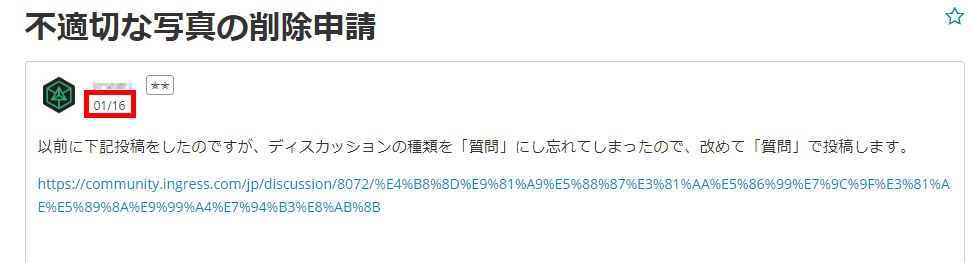 不適切な写真の削除申請
★★
01/16
以前に下記投稿をしたのですが、ディスカッションの種類を「質問」にし忘れてしまったので、改めて「質問」で投稿します。
https://community.ingress.com/jp/discussion/8072/%E4%B8%8D%E9%81%A9%E5%88%87%E3%81%AA%E5%86%99%E7%9C%9F%E3%81%A
E%E5%89%8A%E9%99%A4%E7%94%B3%E8%AB%8B